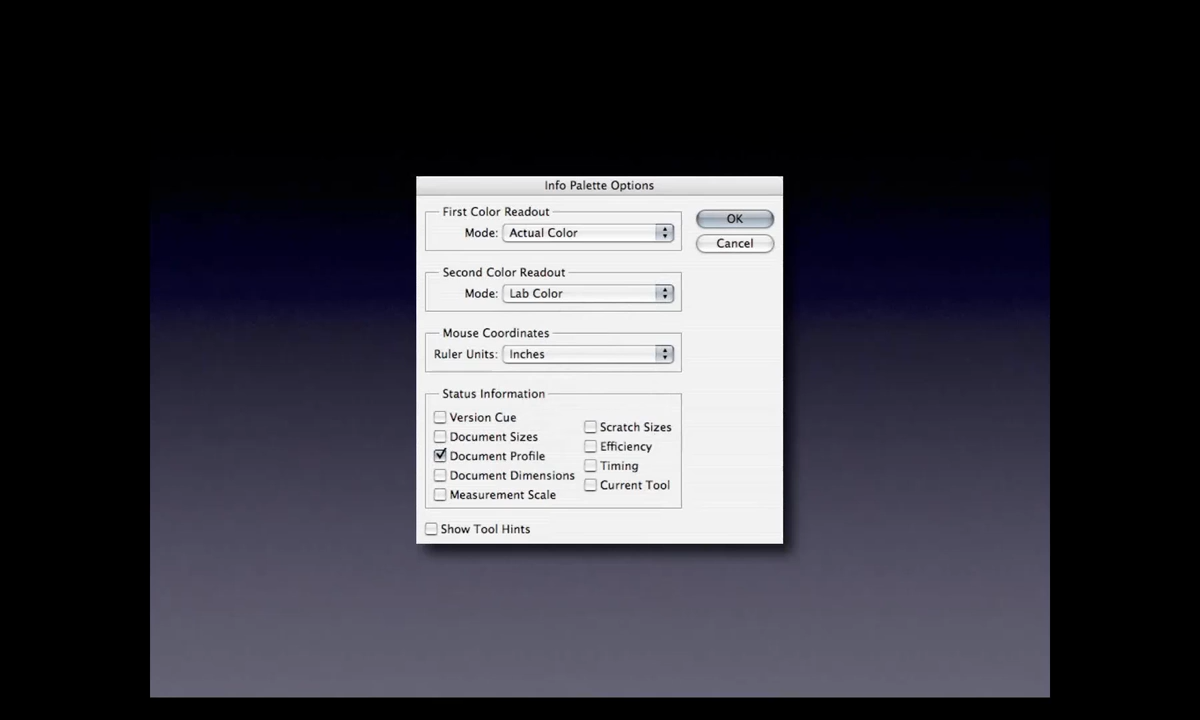 Info Palette Options
First Color Readout
Mode: Actual Color
OK
Cancel
Second Color Readout
Mode: Lab Color
Mouse Coordinates
Ruler Units: Inches
Status Information
Version Cue
Document Sizes
Document Profile
Document Dimensions
Measurement Scale
Scratch Sizes
Efficiency
Timing
Current Tool
Show Tool Hints